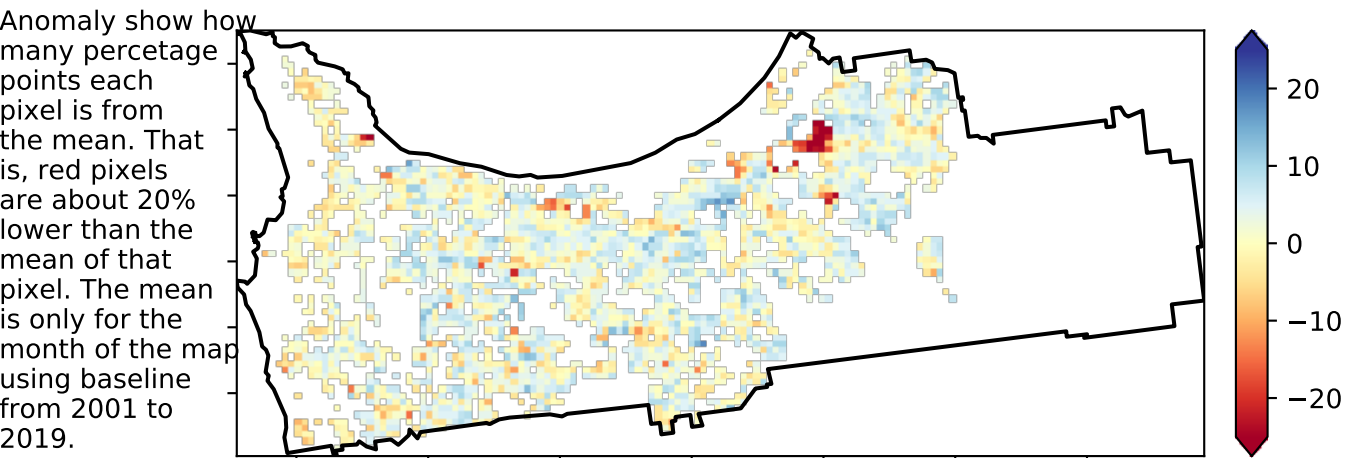 Anomaly show how
many percetage
points each
pixel is from
the mean. That
is, red pixels
are about 20%
lower than the
mean of that
pixel. The mean
is only for the
month of the map
using baseline
from 2001 to
2019.
20
10
0
−10
−20